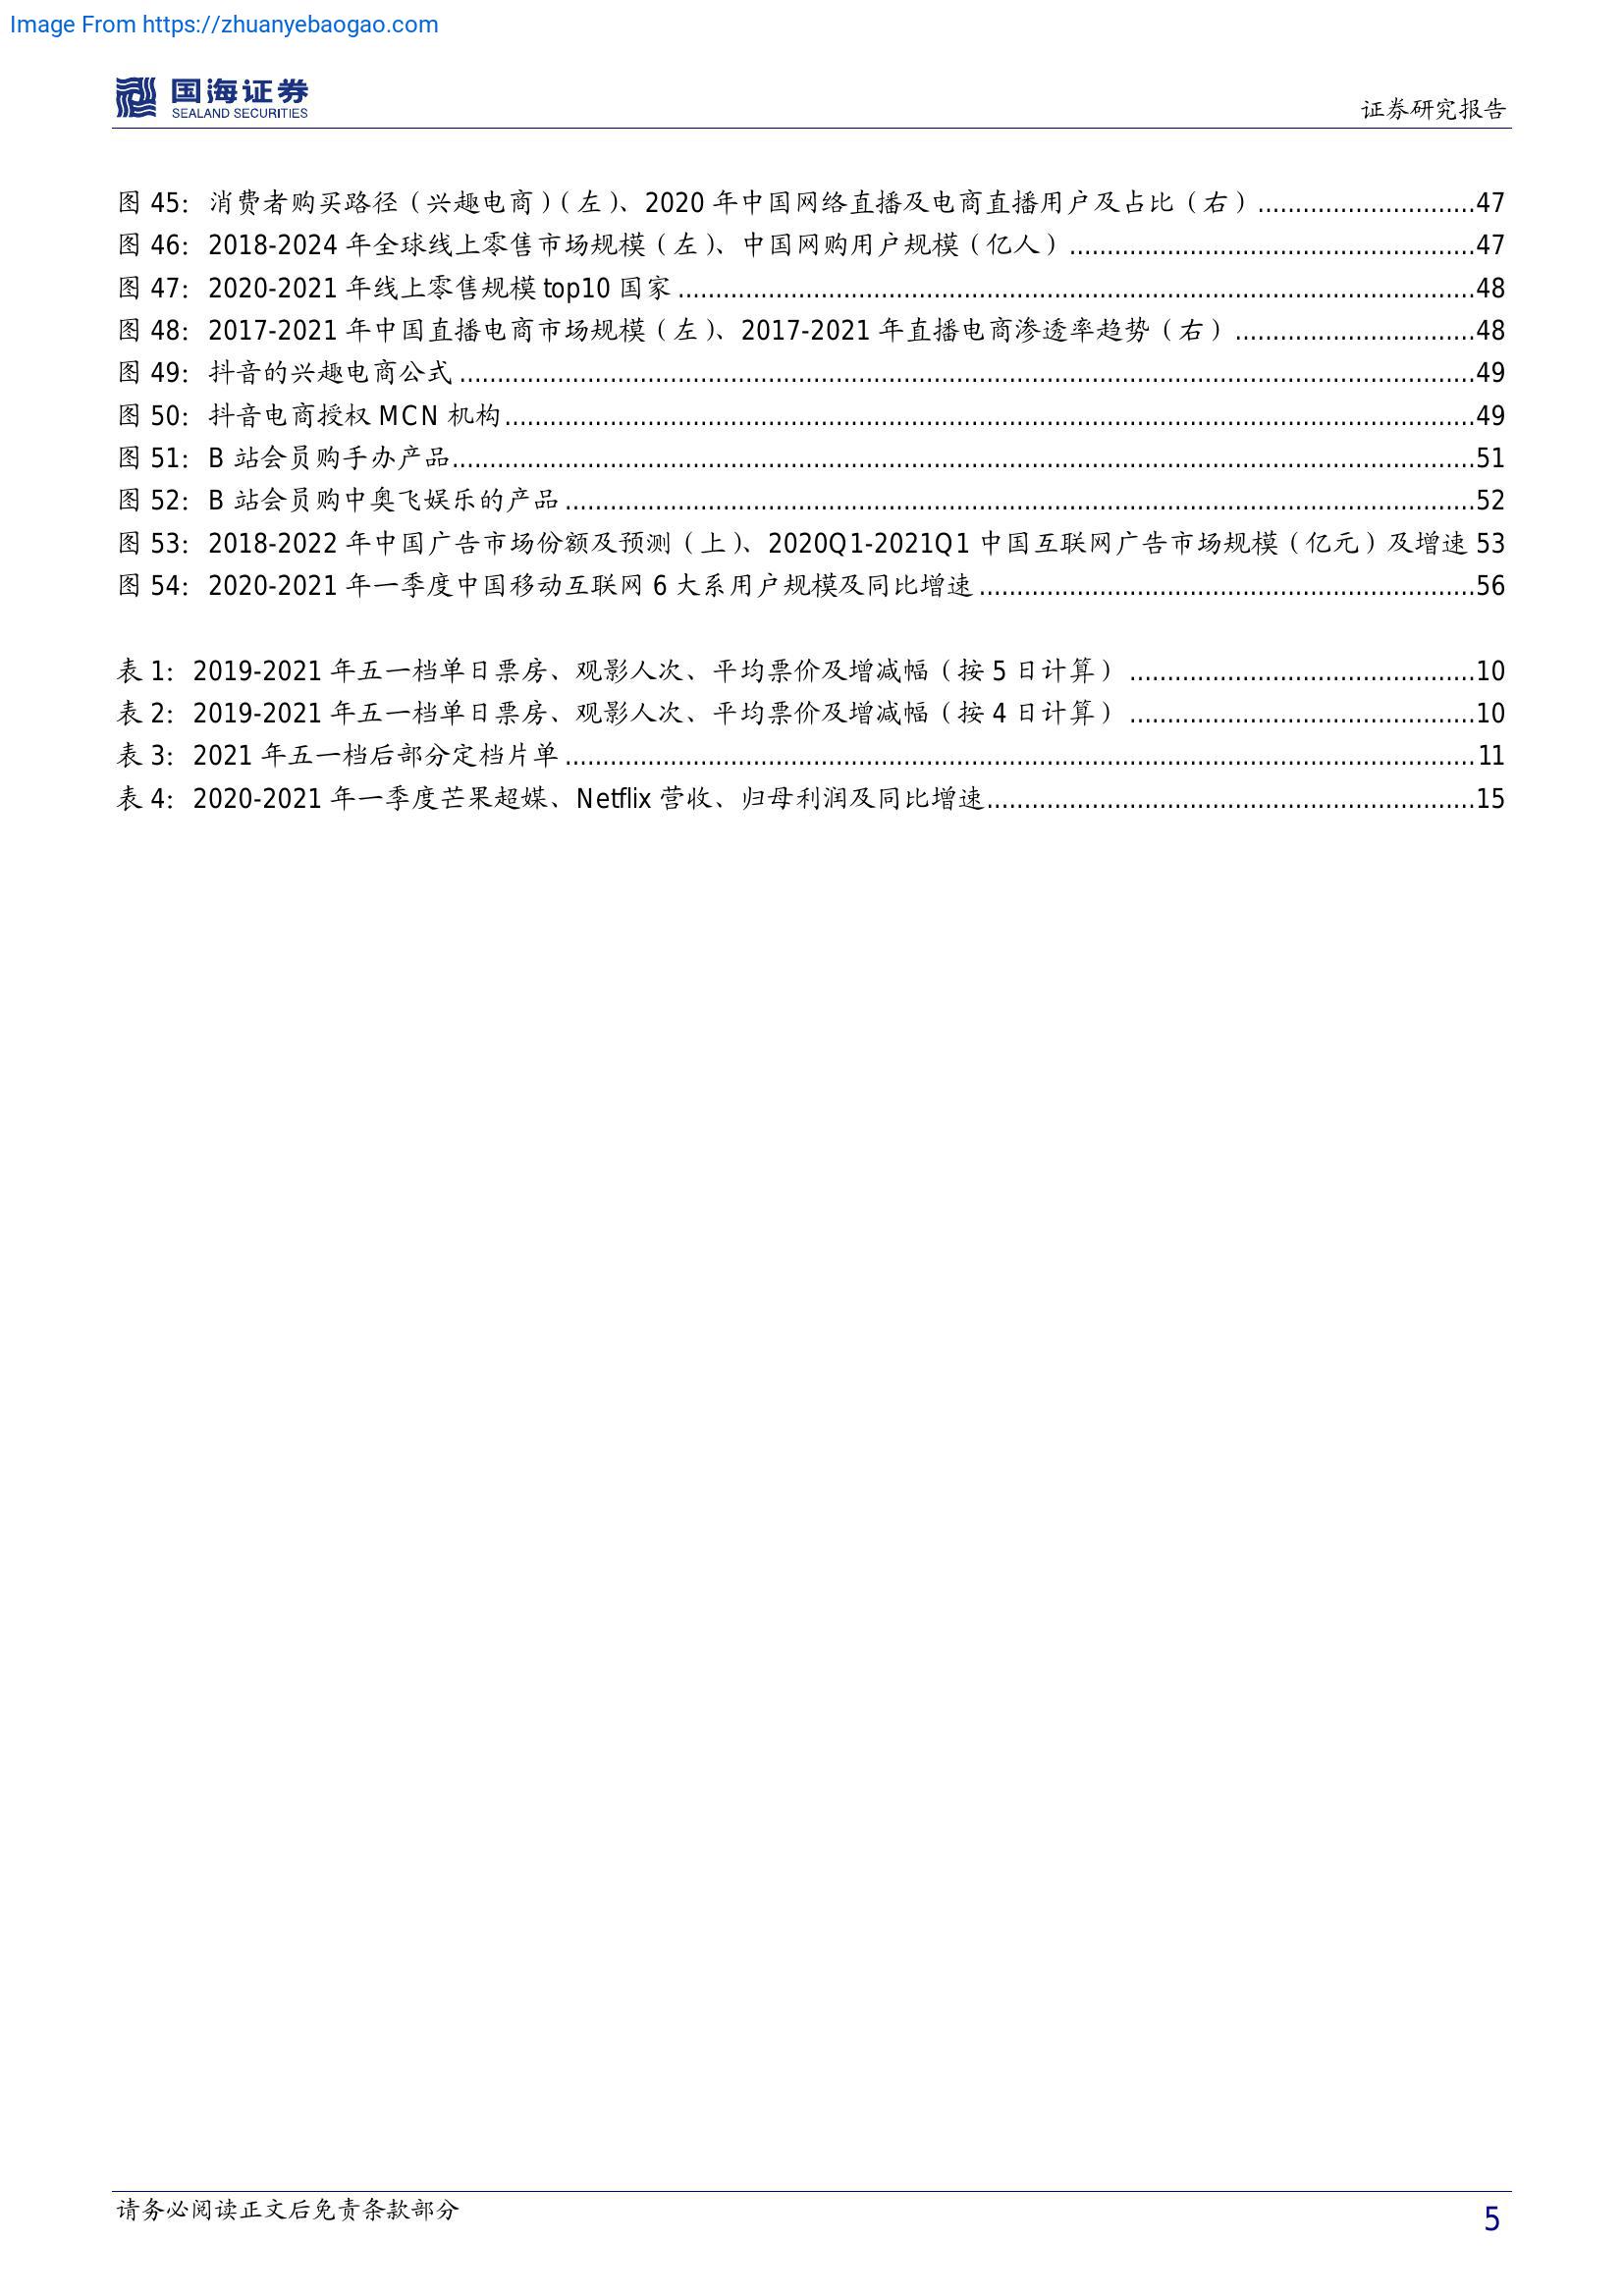 Image From https://zhuanyebaogao.com
国海证券
SEALAND SECURITIES
证券研究报告
图 45：消费者购买路径（兴趣电商）（左）、2020 年中国网络直播及电商直播用户及占比（右）.............................47
图 46：2018-2024 年全球线上零售市场规模（左）、中国网购用户规模（亿人）......................................................47
图 47：2020-2021 年线上零售规模 top10 国家..........................................................................................................48
图 48：2017-2021 年中国直播电商市场规模（左）、2017-2021 年直播电商渗透率趋势（右）................................48
图 49：抖音的兴趣电商公式.......................................................................................................................................49
图 50：抖音电商授权 MCN 机构.................................................................................................................................49
图 51：B 站会员购手办产品........................................................................................................................................51
图 52：B 站会员购中奥飞娱乐的产品.........................................................................................................................52
图 53：2018-2022 年中国广告市场份额及预测（上）、2020Q1-2021Q1 中国互联网广告市场规模（亿元）及增速 53
图 54：2020-2021 年一季度中国移动互联网 6 大系用户规模及同比增速..................................................................56
表 1：2019-2021 年五一档单日票房、观影人次、平均票价及增减幅（按 5 日计算）..............................................10
表 2：2019-2021 年五一档单日票房、观影人次、平均票价及增减幅（按 4 日计算）..............................................10
表 3：2021 年五一档后部分定档片单.........................................................................................................................11
表 4：2020-2021 年一季度芒果超媒、Netflix 营收、归母利润及同比增速.................................................................15
请务必阅读正文后免责条款部分
5